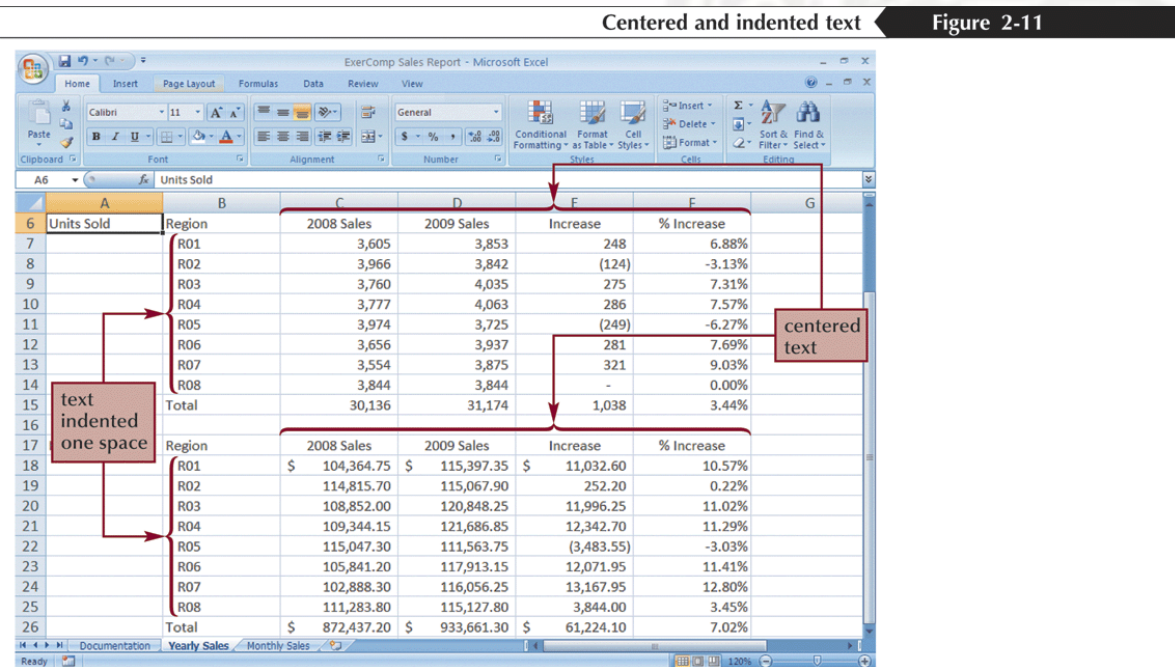 Centered and indented text Figure 2-11
ExerComp Sales Report - Microsoft Excel
Home Insert Page Layout Formulas Data Review View
Calibri 11 A A General Insert Σ
Paste B I U A $ % , Conditional Format Cell Delete Sort & Find &
Formatting as Table Styles Format Filter Select
Clipboard Font Alignment Number Styles Cells Editing
A6 fx Units Sold
A B C D E F G
6 Units Sold Region 2008 Sales 2009 Sales Increase % Increase
7 R01 3,605 3,853 248 6.88%
8 R02 3,966 3,842 (124) -3.13%
9 R03 3,760 4,035 275 7.31%
10 R04 3,777 4,063 286 7.57%
11 R05 3,974 3,725 (249) -6.27%
12 R06 3,656 3,937 281 7.69%
13 R07 3,554 3,875 321 9.03%
14 R08 3,844 3,844 - 0.00%
15 Total 30,136 31,174 1,038 3.44%
16
17 Region 2008 Sales 2009 Sales Increase % Increase
18 R01 $ 104,364.75 $ 115,397.35 $ 11,032.60 10.57%
19 R02 114,815.70 115,067.90 252.20 0.22%
20 R03 108,852.00 120,848.25 11,996.25 11.02%
21 R04 109,344.15 121,686.85 12,342.70 11.29%
22 R05 115,047.30 111,563.75 (3,483.55) -3.03%
23 R06 105,841.20 117,913.15 12,071.95 11.41%
24 R07 102,888.30 116,056.25 13,167.95 12.80%
25 R08 111,283.80 115,127.80 3,844.00 3.45%
26 Total $ 872,437.20 $ 933,661.30 $ 61,224.10 7.02%
centered
text
text
indented
one space
Documentation Yearly Sales Monthly Sales
Ready 120%